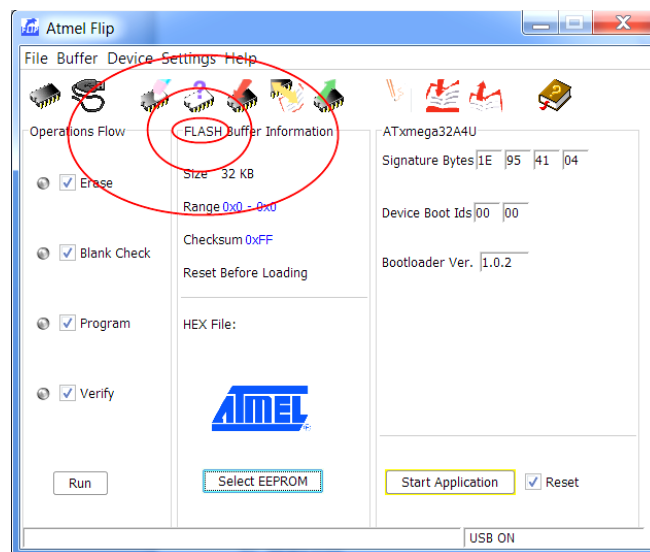 Atmel Flip
File Buffer Device Settings Help
Operations Flow
Erase
Blank Check
Program
Verify
Run
FLASH Buffer Information
Size 32 KB
Range 0x0 - 0x0
Checksum 0xFF
Reset Before Loading
HEX File:
ATMEL
Select EEPROM
ATxmega32A4U
Signature Bytes 1E 95 41 04
Device Boot Ids 00 00
Bootloader Ver. 1.0.2
Start Application
Reset
USB ON